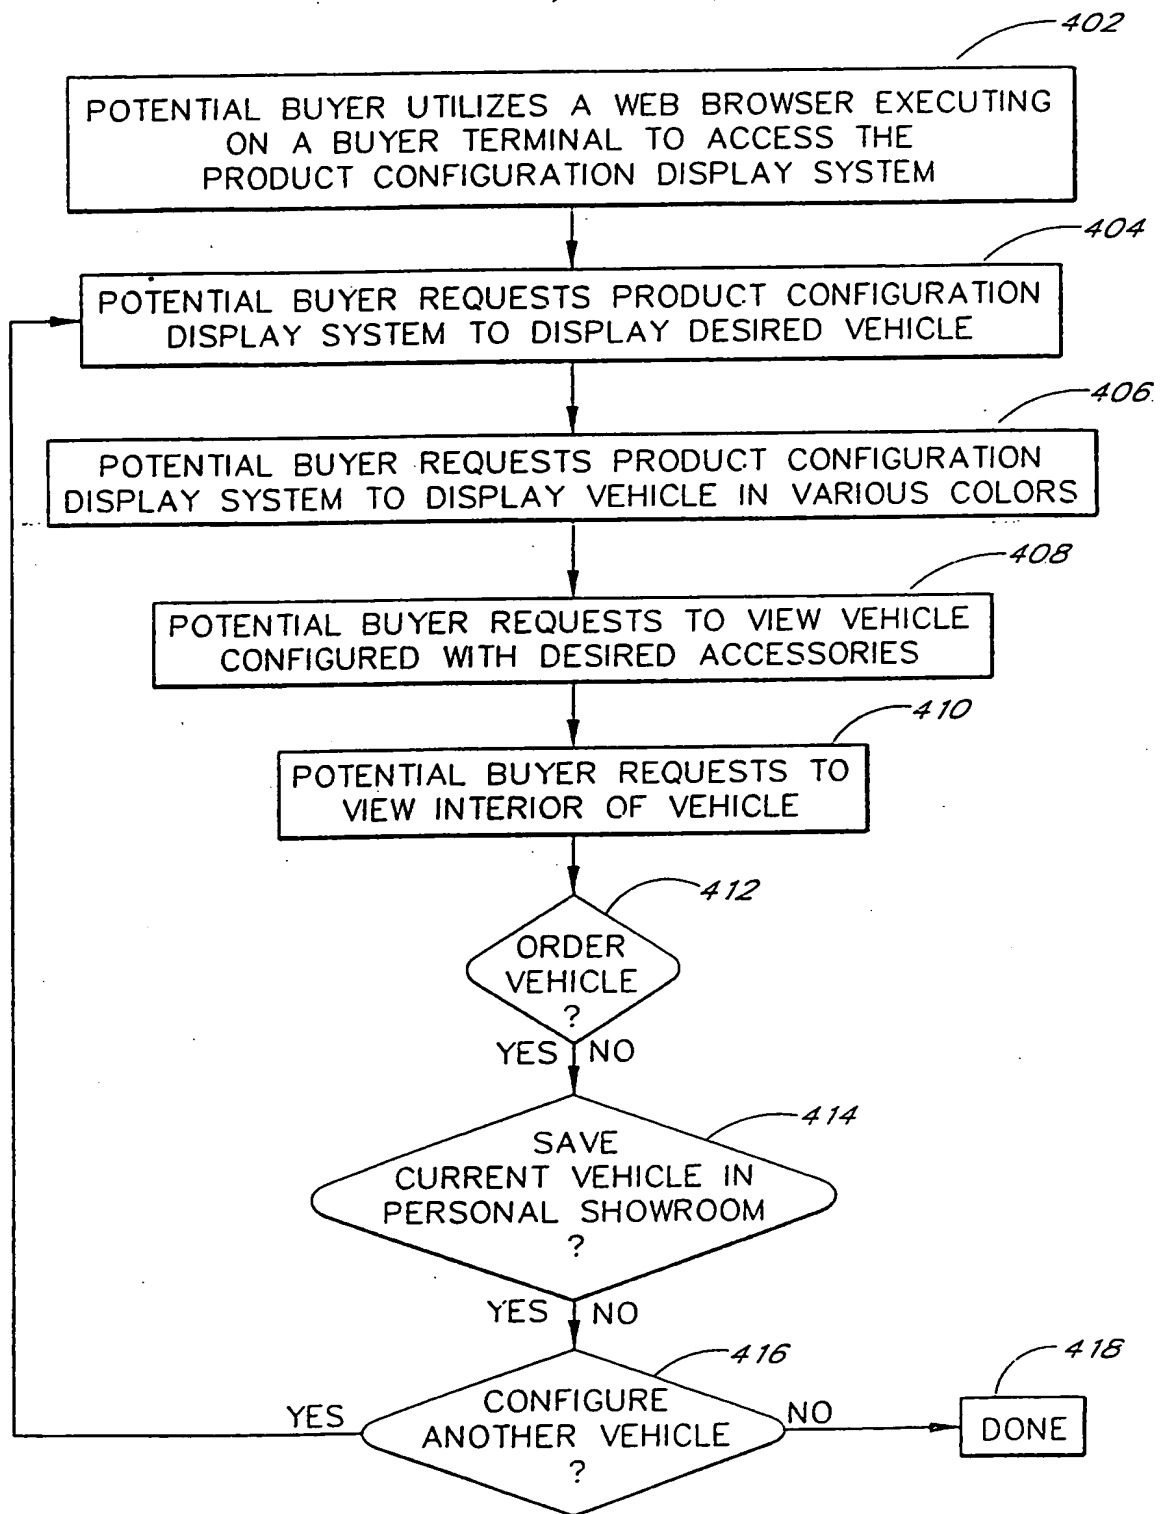 402
POTENTIAL BUYER UTILIZES A WEB BROWSER EXECUTING
ON A BUYER TERMINAL TO ACCESS THE
PRODUCT CONFIGURATION DISPLAY SYSTEM
404
POTENTIAL BUYER REQUESTS PRODUCT CONFIGURATION
DISPLAY SYSTEM TO DISPLAY DESIRED VEHICLE
406
POTENTIAL BUYER REQUESTS PRODUCT CONFIGURATION
DISPLAY SYSTEM TO DISPLAY VEHICLE IN VARIOUS COLORS
408
POTENTIAL BUYER REQUESTS TO VIEW VEHICLE
CONFIGURED WITH DESIRED ACCESSORIES
410
POTENTIAL BUYER REQUESTS TO
VIEW INTERIOR OF VEHICLE
412
ORDER
VEHICLE
?
YES NO
414
SAVE
CURRENT VEHICLE IN
PERSONAL SHOWROOM
?
YES NO
416
418
CONFIGURE
ANOTHER VEHICLE
?
YES
NO
DONE